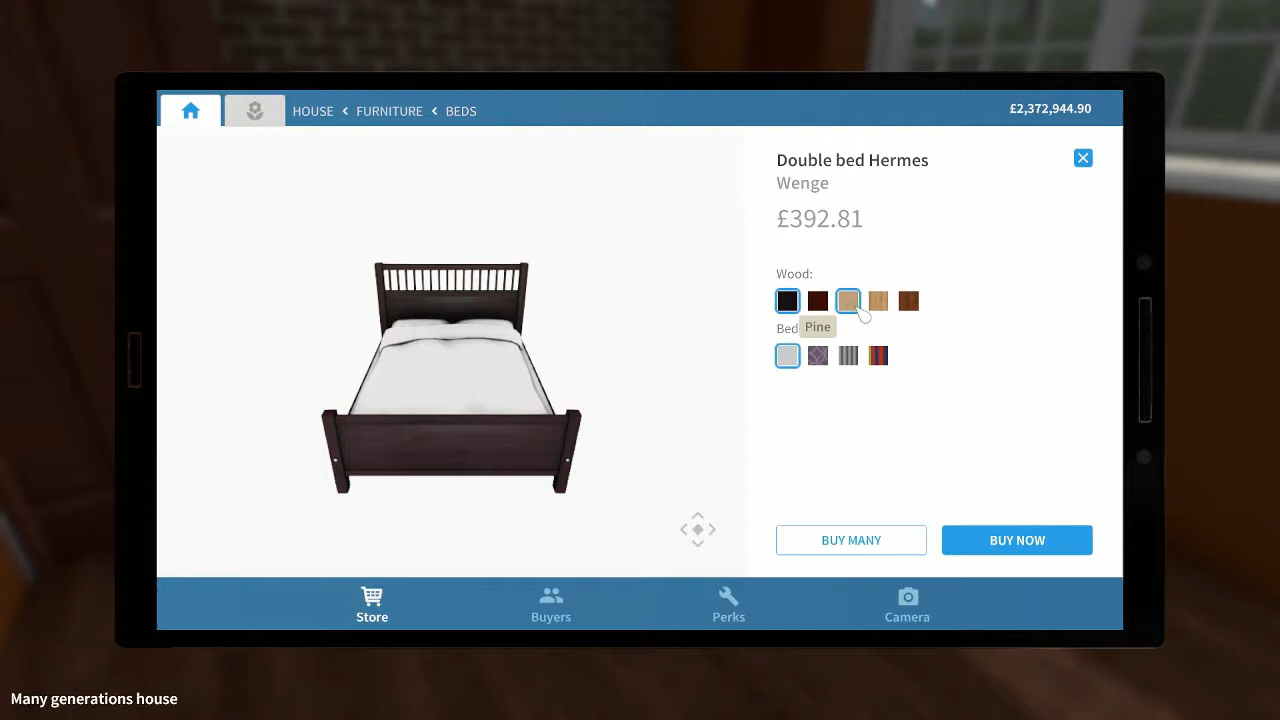 HOUSE < FURNITURE < BEDS
£2,372,944.90
Double bed Hermes
Wenge
£392.81
Wood:
Bed
Pine
BUY MANY
BUY NOW
Store
Buyers
Perks
Camera
Many generations house